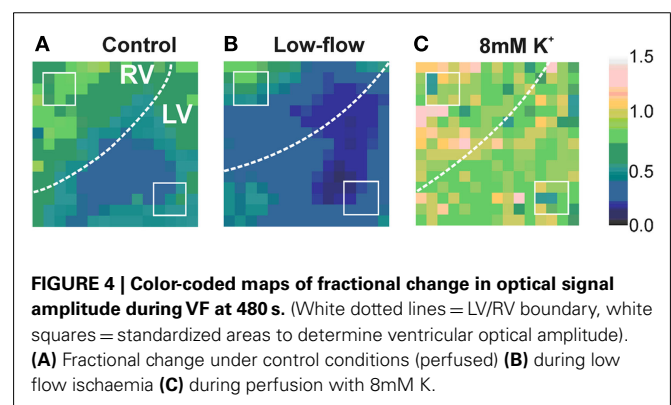 A Control B Low-flow C 8mM K+
RV
LV
1.5
1.0
0.5
0.0
FIGURE 4 | Color-coded maps of fractional change in optical signal
amplitude during VF at 480 s. (White dotted lines = LV/RV boundary, white
squares = standardized areas to determine ventricular optical amplitude).
(A) Fractional change under control conditions (perfused) (B) during low
flow ischaemia (C) during perfusion with 8mM K.